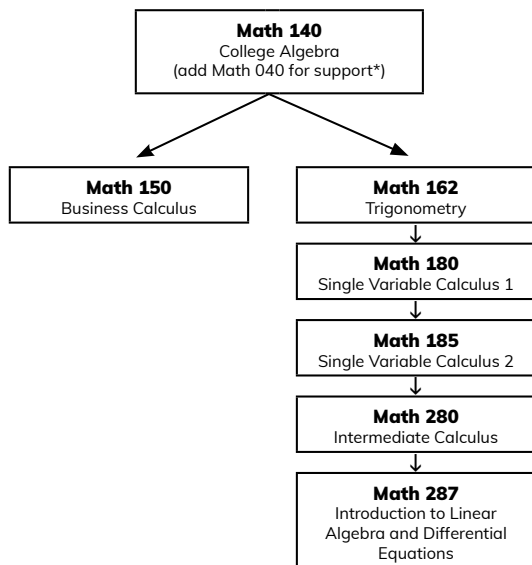 Math 140
College Algebra
(add Math 040 for support*)
Math 150
Business Calculus
Math 162
Trigonometry
Math 180
Single Variable Calculus 1
Math 185
Single Variable Calculus 2
Math 280
Intermediate Calculus
Math 287
Introduction to Linear
Algebra and Differential
Equations